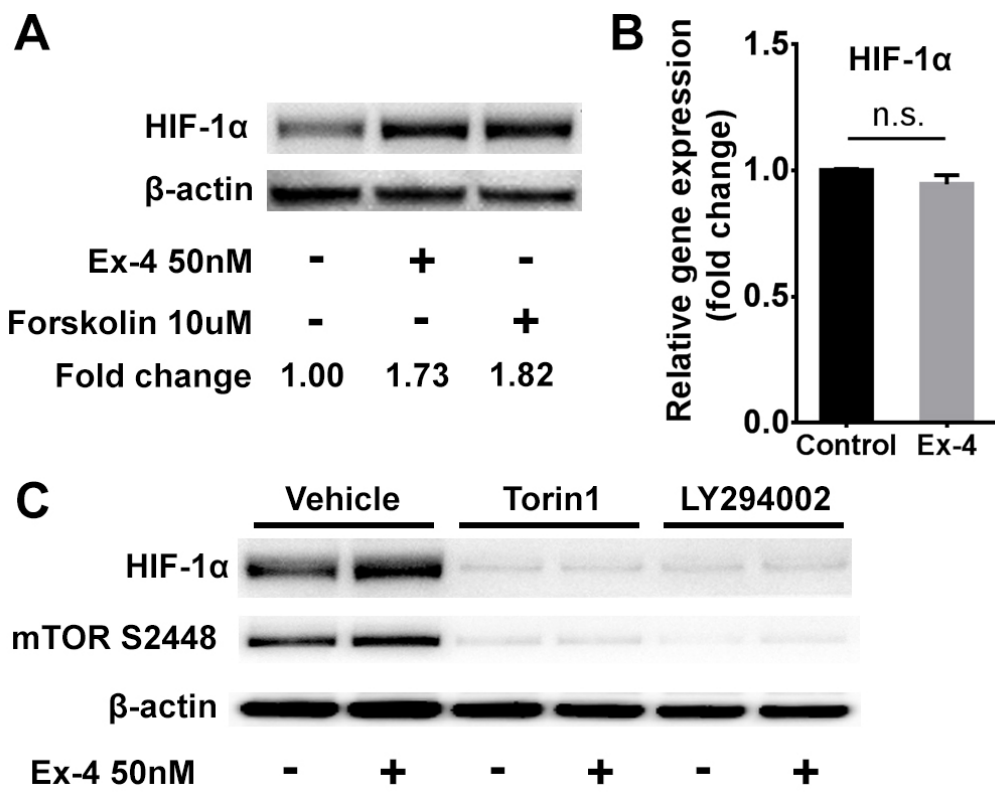 A
HIF-1α
β-actin
Ex-4 50nM - + -
Forskolin 10uM - - +
Fold change 1.00 1.73 1.82
B
Relative gene expression
(fold change)
1.5
1.0
0.5
0.0
HIF-1α
n.s.
Control Ex-4
C
Vehicle Torin1 LY294002
HIF-1α
mTOR S2448
β-actin
Ex-4 50nM - + - + - +